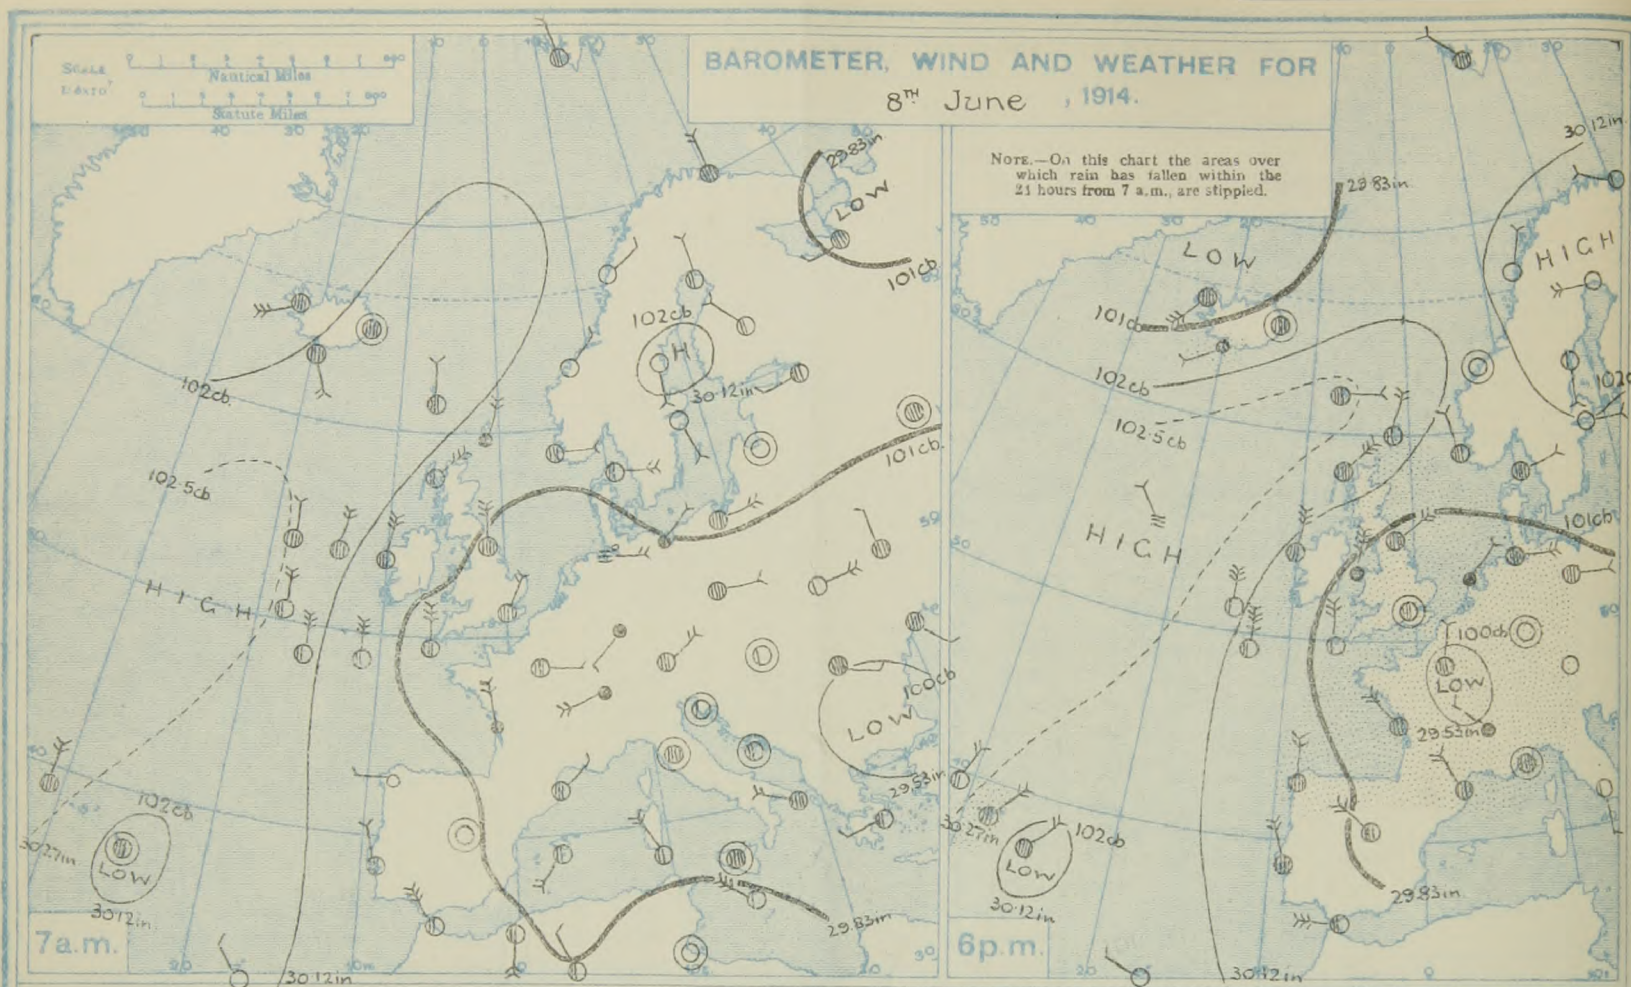 SCALE
Nautical Miles
Statute Miles
BAROMETER, WIND AND WEATHER FOR
8TH June , 1914.
NOTE.—On this chart the areas over
which rain has fallen within the
24 hours from 7 a.m., are stippled.
29.83in
LOW
101cb
102cb
H
30.12in
102cb.
101cb.
102.5cb
HIGH
100cb
LOW
29.53in
102cb
30.27in
LOW
30.12in
29.83in
7a.m.
30.12in
30.12in
29.83in
LOW
HIGH
101cb
102cb
102cb
102.5cb
HIGH
101cb
100cb
LOW
29.53in
30.27in
102cb
LOW
30.12in
29.83in
6p.m.
30.12in